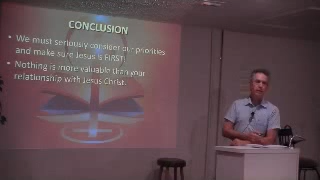 CONCLUSION
• We must seriously consider our priorities
and make sure Jesus is FIRST!
• Nothing is more valuable than your
relationship with Jesus Christ.